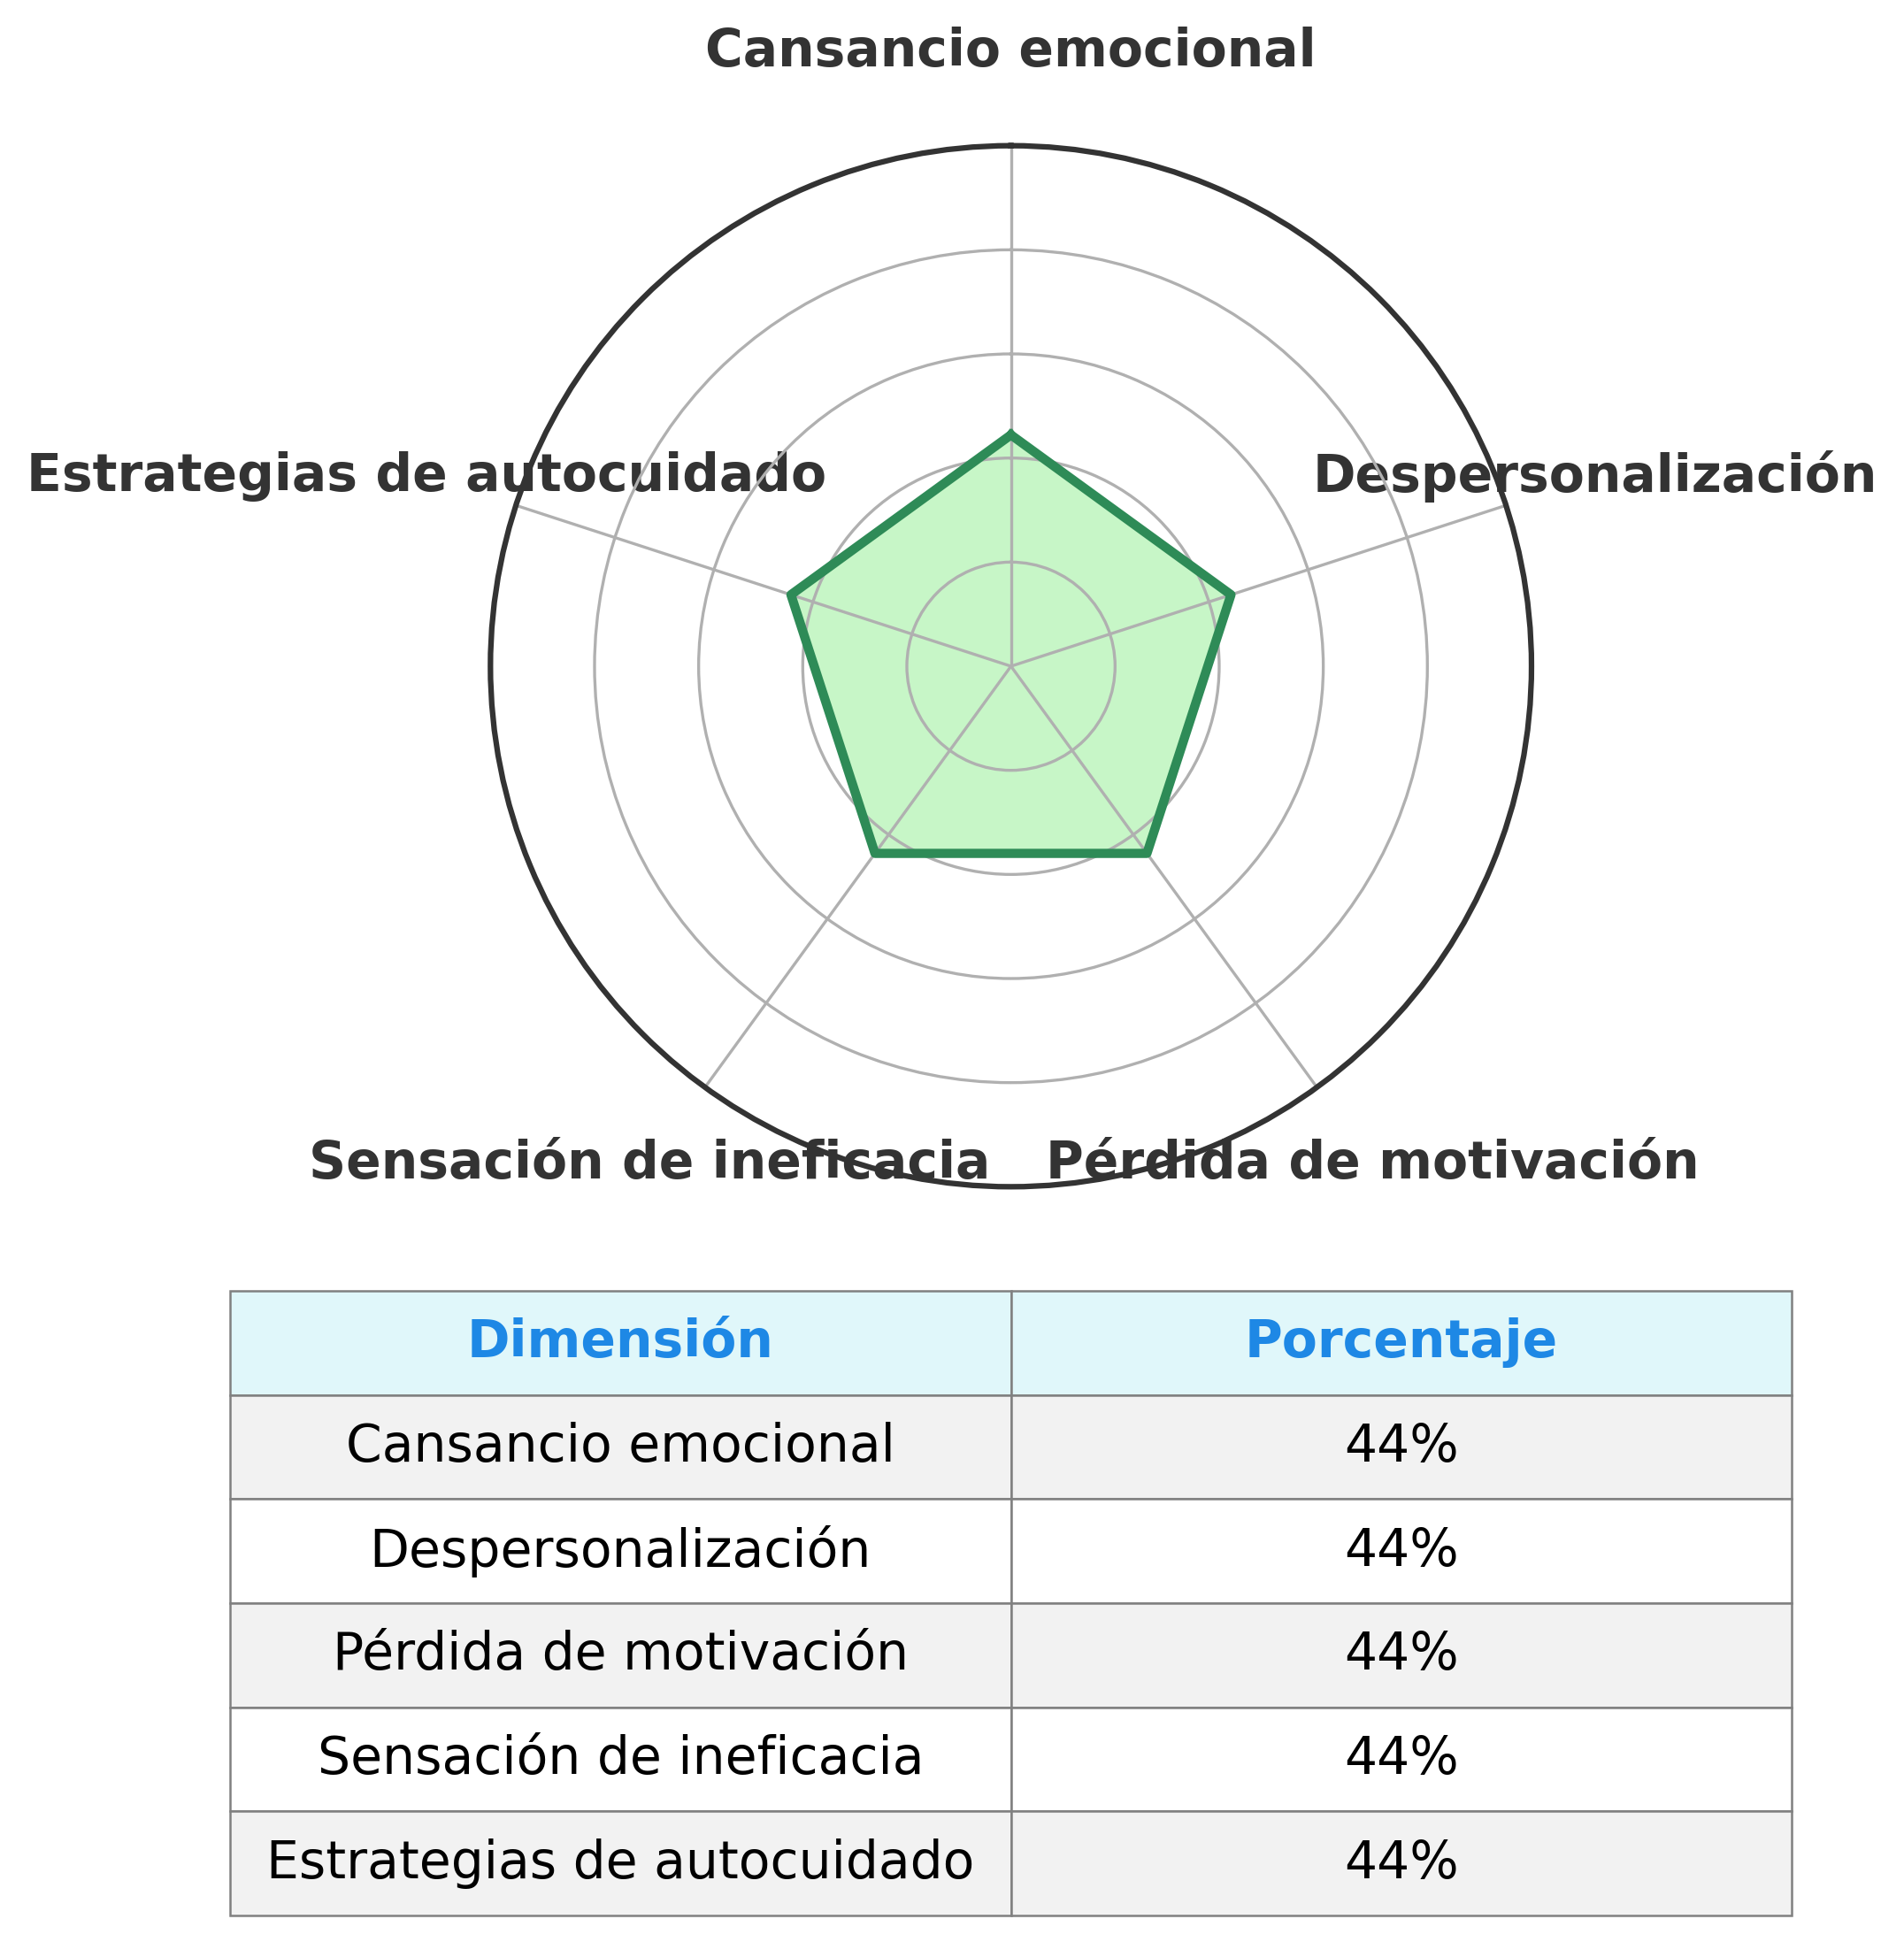 Cansancio emocional
Estrategias de autocuidado
Despersonalización
Sensación de ineficacia
Pérdida de motivación
Dimensión Porcentaje
Cansancio emocional 44%
Despersonalización 44%
Pérdida de motivación 44%
Sensación de ineficacia 44%
Estrategias de autocuidado 44%